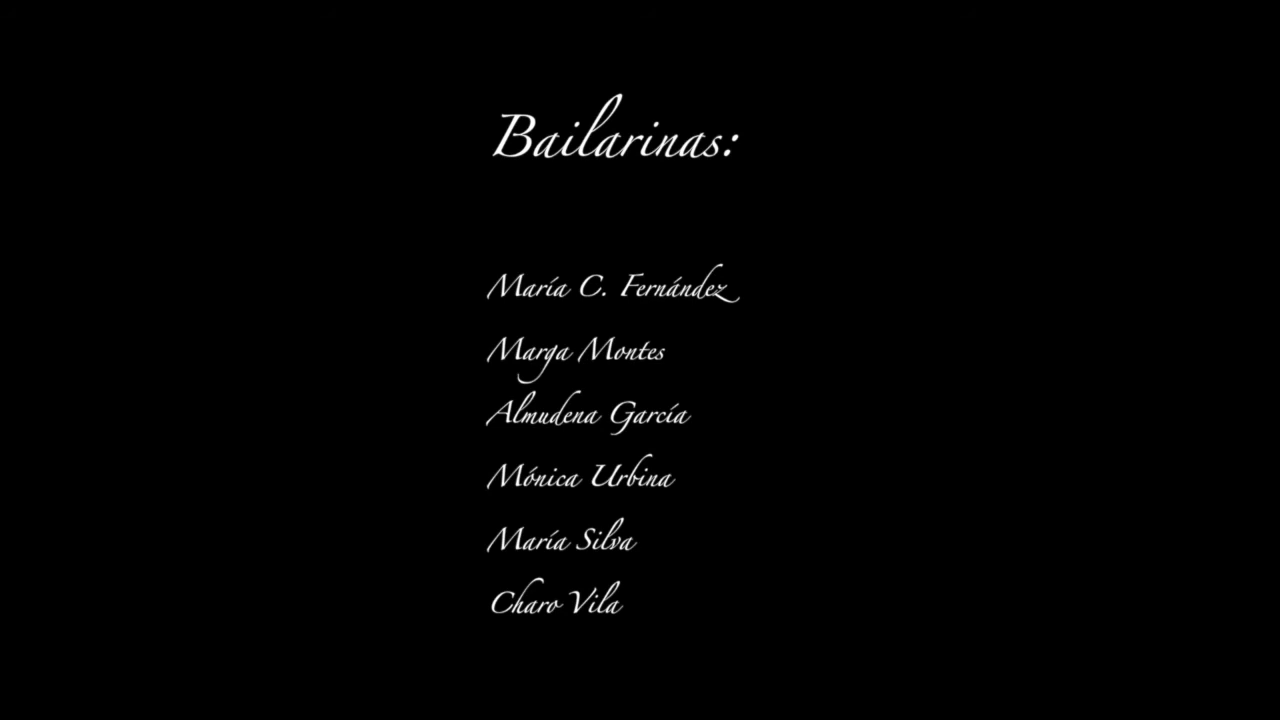 Bailarinas:
María C. Fernández
Marga Montes
Almudena García
Mónica Urbina
María Silva
Charo Vila